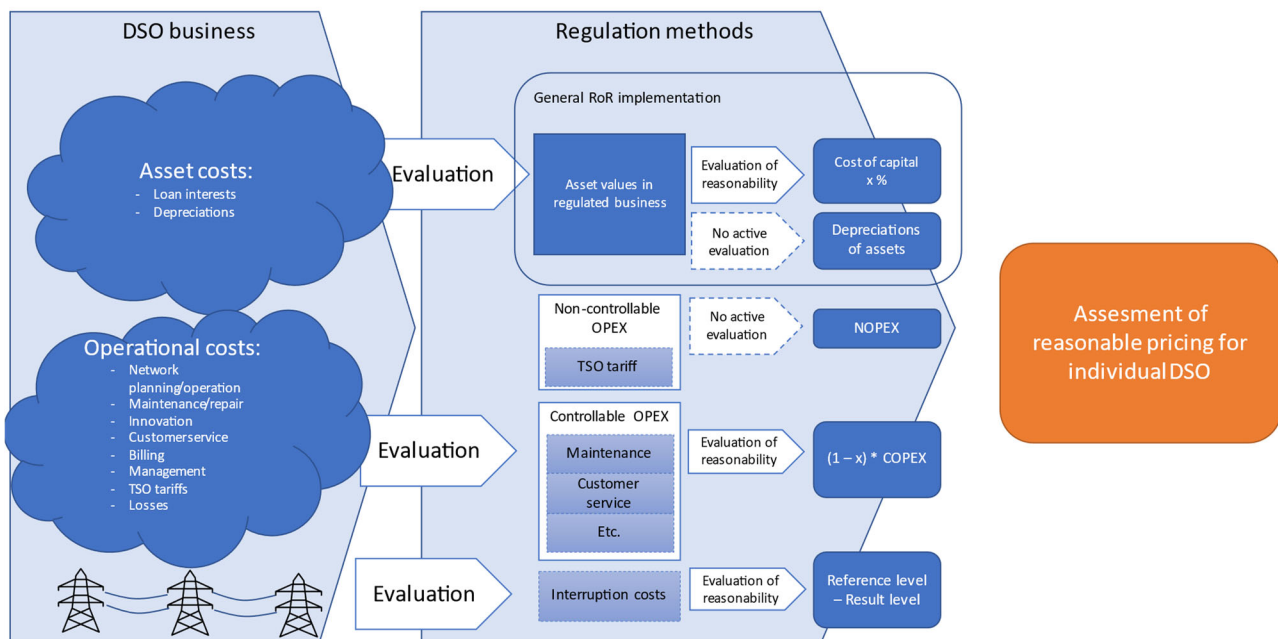 DSO business
Asset costs:
- Loan interests
- Depreciations
Operational costs:
- Network
planning/operation
- Maintenance/repair
- Innovation
- Customerservice
- Billing
- Management
- TSO tariffs
- Losses
Evaluation
Evaluation
Evaluation
Regulation methods
General RoR implementation
Asset values in
regulated business
Evaluation of
reasonability
Cost of capital
x %
No active
evaluation
Depreciations
of assets
Non-controllable
OPEX
TSO tariff
No active
evaluation
NOPEX
Controllable OPEX
Maintenance
Customer
service
Etc.
Evaluation of
reasonability
(1 – x) * COPEX
Interruption costs
Evaluation of
reasonability
Reference level
– Result level
Assesment of
reasonable pricing for
individual DSO